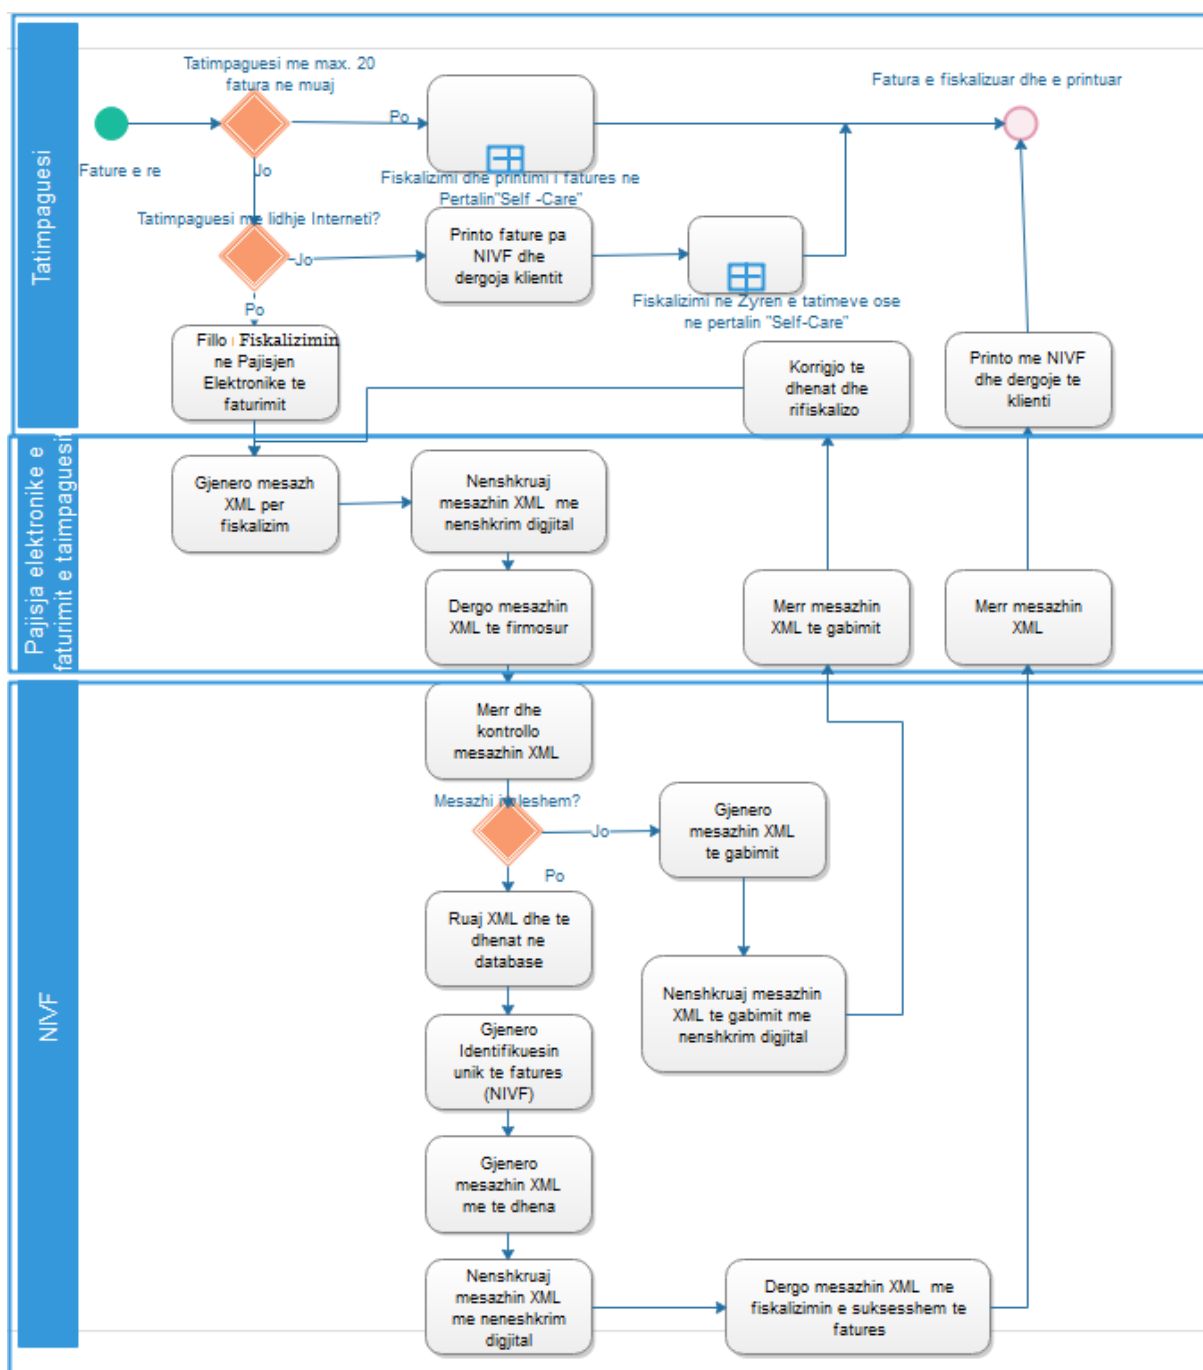 Tatimpaguesi
Tatimpaguesi me max. 20
fatura ne muaj
Fature e re
Po
Jo
Fiskalizimi dhe printimi i fatures ne
Pertalin"Self -Care"
Fatura e fiskalizuar dhe e printuar
Tatimpaguesi me lidhje Interneti?
Jo
Po
Printo fature pa
NIVF dhe
dergoja klientit
Fiskalizimi ne Zyren e tatimeve ose
ne pertalin "Self-Care"
Fillo Fiskalizimin
ne Pajisjen
Elektronike te
faturimit
Korrigjo te
dhenat dhe
rifiskalizo
Printo me NIVF
dhe dergoje te
klienti
Pajisja elektronike e
faturimit e taimpaguesit
Gjenero mesazh
XML per
fiskalizim
Nenshkruaj
mesazhin XML me
nenshkrim digjital
Dergo mesazhin
XML te firmosur
Merr mesazhin
XML te gabimit
Merr mesazhin
XML
NIVF
Merr dhe
kontrollo
mesazhin XML
Mesazhi i vleshem?
Jo
Po
Gjenero
mesazhin XML
te gabimit
Ruaj XML dhe te
dhenat ne
database
Nenshkruaj mesazhin
XML te gabimit me
nenshkrim digjital
Gjenero
Identifikuesin
unik te fatures
(NIVF)
Gjenero
mesazhin XML
me te dhena
Nenshkruaj
mesazhin XML
me neneshkrim
digjital
Dergo mesazhin XML me
fiskalizimin e suksesshem te
fatures